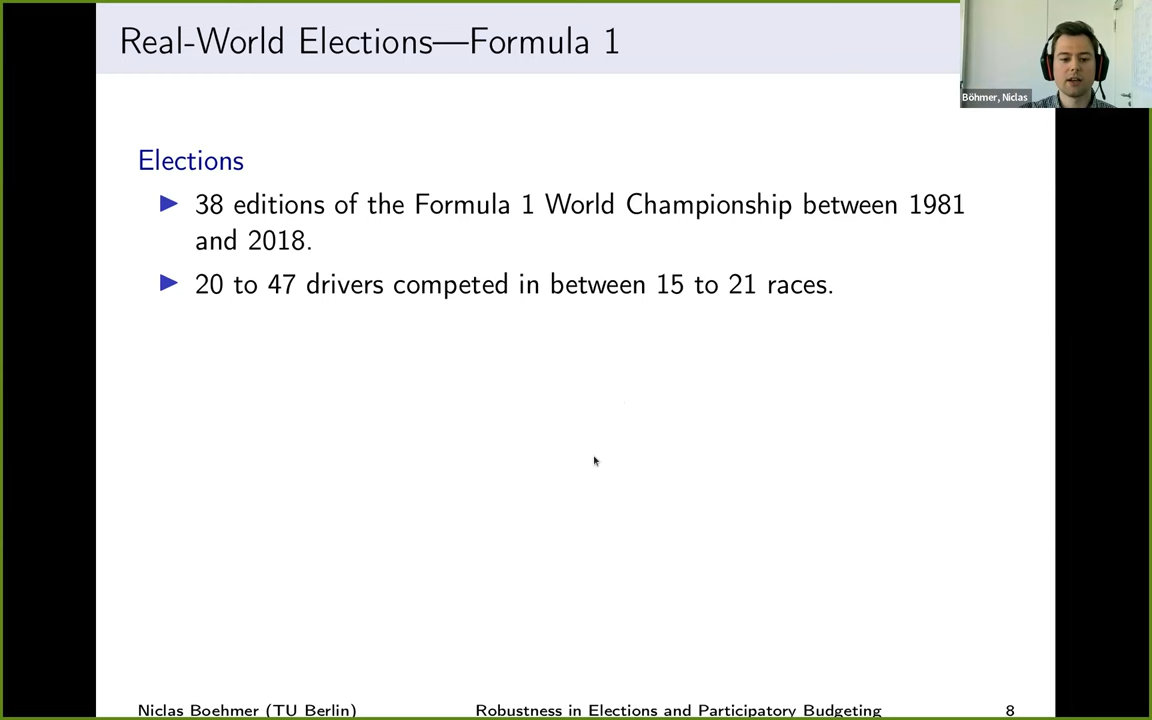 Real-World Elections—Formula 1
Böhmer, Niclas
Elections
38 editions of the Formula 1 World Championship between 1981
and 2018.
20 to 47 drivers competed in between 15 to 21 races.
Niclas Boehmer (TU Berlin)
Robustness in Elections and Participatory Budgeting
8